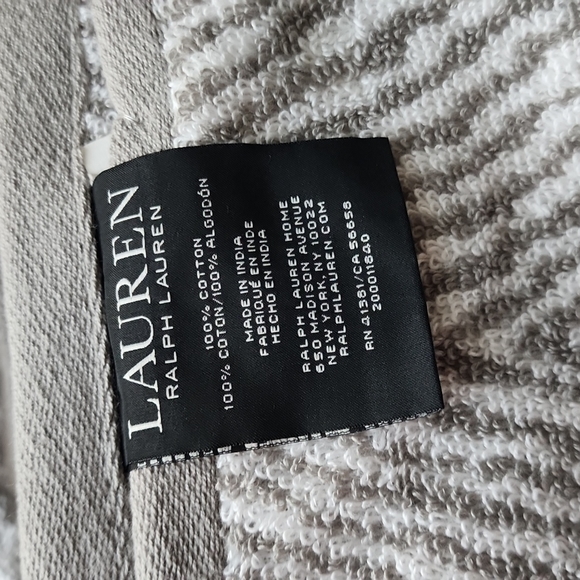 LAUREN
RALPH LAUREN
100% COTTON
100% COTON/100% ALGODÓN
MADE IN INDIA
FABRIQUÉ EN INDE
HECHO EN INDIA
RALPH LAUREN HOME
650 MADISON AVENUE
NEW YORK, NY 10022
RALPHLAUREN.COM
RN 41381/CA 56658
200011840